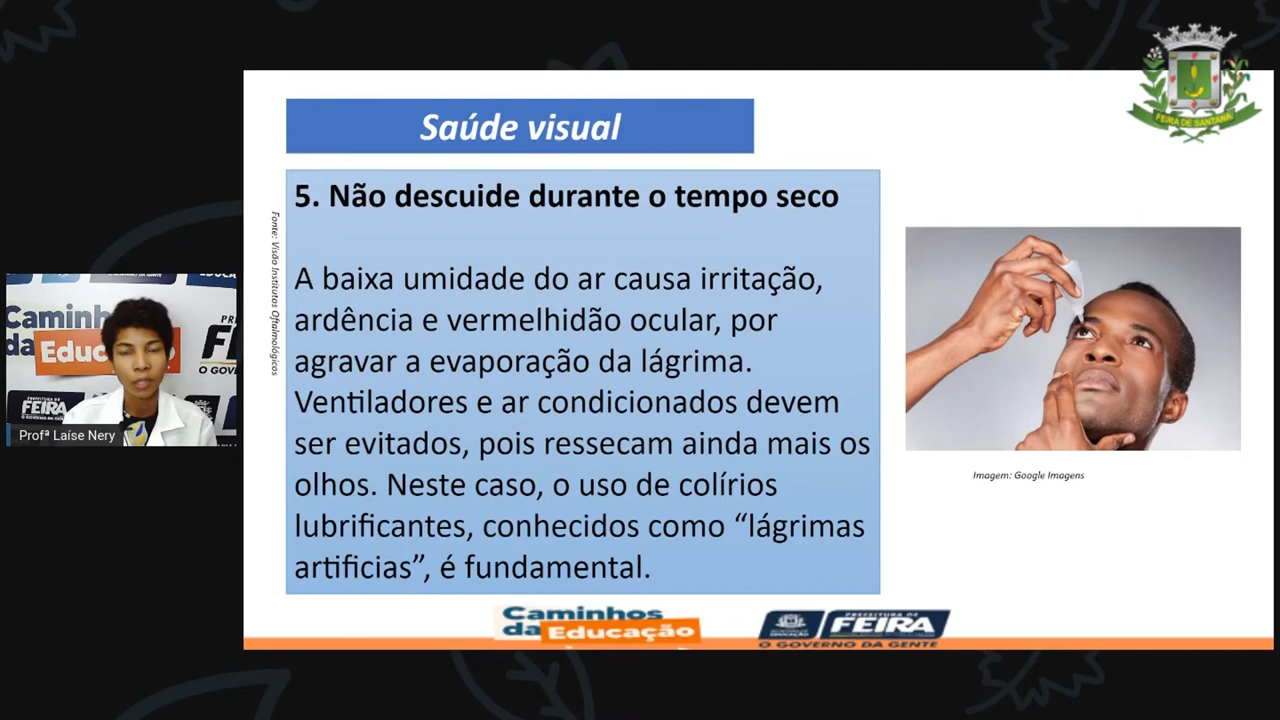 FEIRA DE SANTANA
Saúde visual
5. Não descuide durante o tempo seco
A baixa umidade do ar causa irritação,
ardência e vermelhidão ocular, por
agravar a evaporação da lágrima.
Ventiladores e ar condicionados devem
ser evitados, pois ressecam ainda mais os
olhos. Neste caso, o uso de colírios
lubrificantes, conhecidos como “lágrimas
artificias”, é fundamental.
Fonte: Visão Institutos Oftalmológicos
Imagem: Google Imagens
Caminh
da Educação
FEIRA
Profª Laíse Nery
Caminhos
da Educação
PREFEITURA DE
FEIRA
O GOVERNO DA GENTE